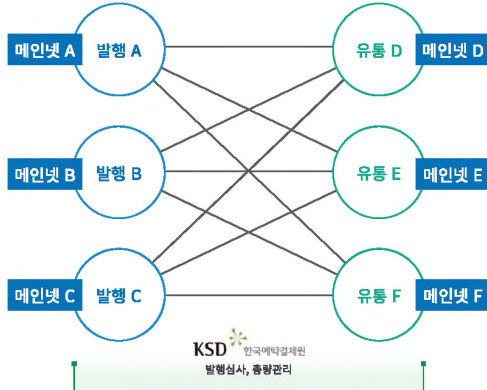 메인넷 A 발행 A 유통 D 메인넷 D
메인넷 B 발행 B 유통 E 메인넷 E
메인넷 C 발행 C 유통 F 메인넷 F
KSD 한국예탁결제원
발행심사, 총량관리